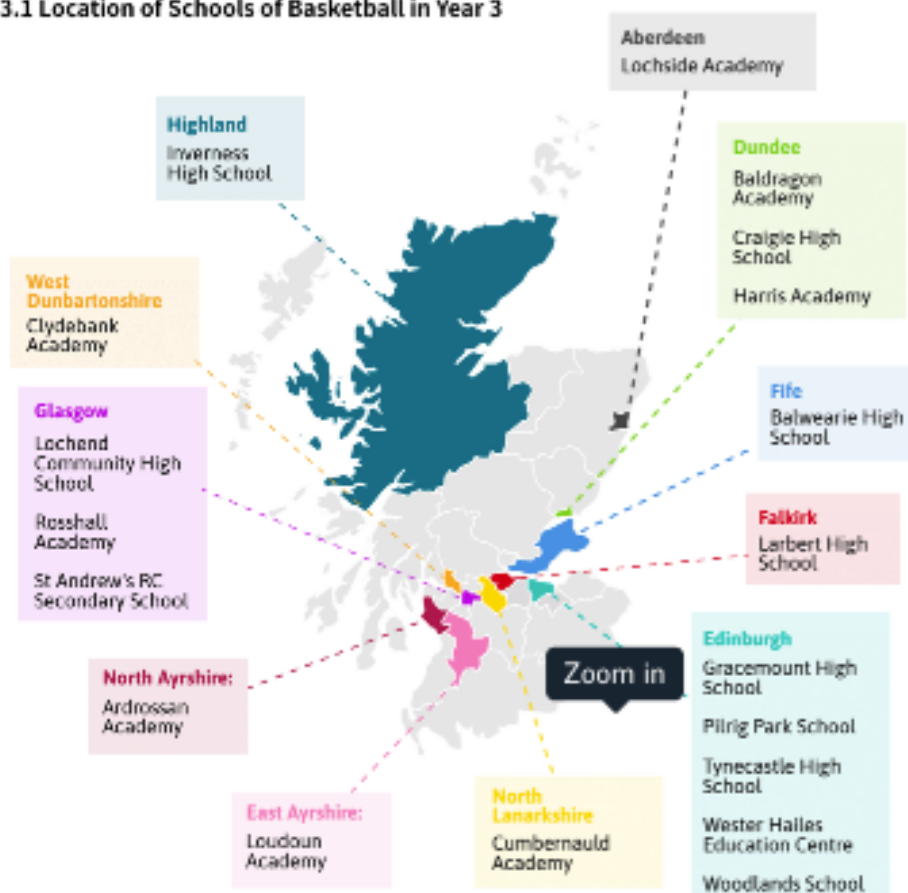 3.1 Location of Schools of Basketball in Year 3
Aberdeen
Lochside Academy
Highland
Inverness
High School
Dundee
Baldragon
Academy
Craigie High
School
Harris Academy
West
Dunbartonshire
Clydebank
Academy
Glasgow
Lochend
Community High
School
Rosshall
Academy
St Andrew's RC
Secondary School
Fife
Balwearie High
School
Falkirk
Larbert High
School
North Ayrshire:
Ardrossan
Academy
Zoom in
Edinburgh
Gracemount High
School
Pilrig Park School
Tynecastle High
School
Wester Hailes
Education Centre
Woodlands School
East Ayrshire:
Loudoun
Academy
North
Lanarkshire
Cumbernauld
Academy